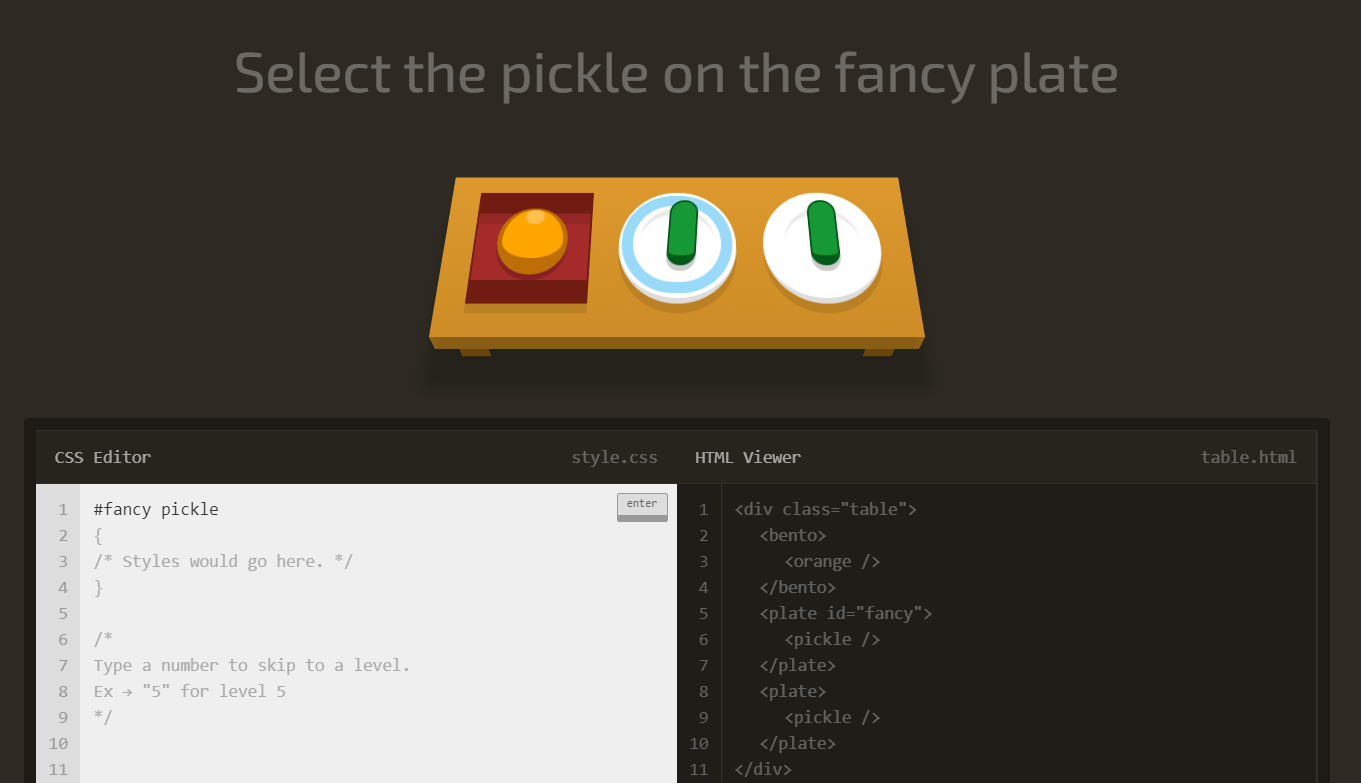 Select the pickle on the fancy plate
CSS Editor
style.css
1 #fancy pickle
enter
2 {
3 /* Styles would go here. */
4 }
5
6 /*
7 Type a number to skip to a level.
8 Ex → "5" for level 5
9 */
10
11
HTML Viewer
table.html
1 <div class="table">
2 <bento>
3 <orange />
4 </bento>
5 <plate id="fancy">
6 <pickle />
7 </plate>
8 <plate>
9 <pickle />
10 </plate>
11 </div>